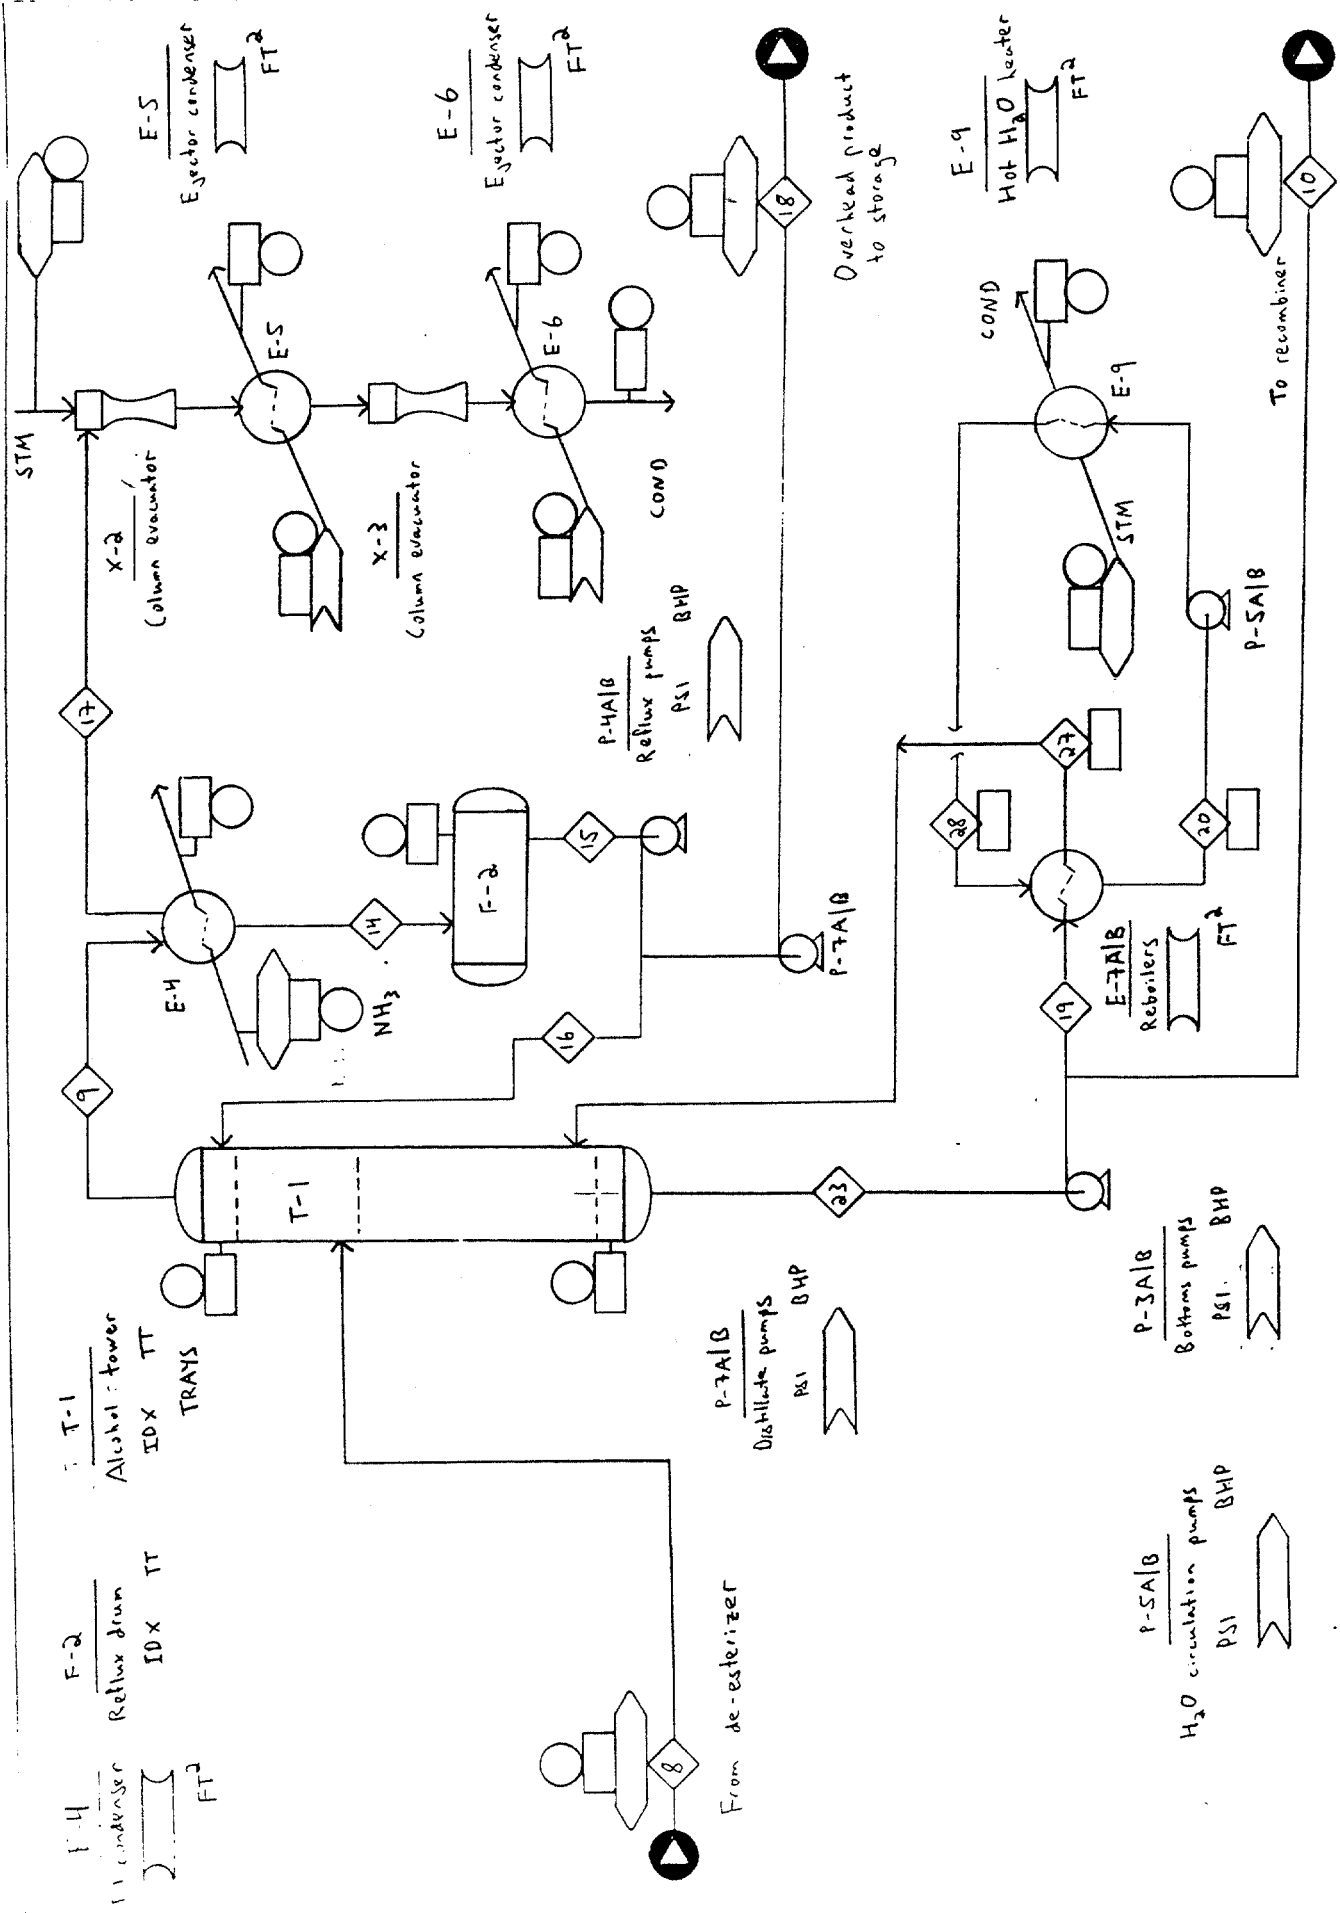 T-1
Alcohol tower
IDX TT
TRAYS
F-2
Reflux drum
IDX TT
E-4
condenser
FT²
E-5
Ejector condenser
FT²
E-6
Ejector condenser
FT²
STM
X-2
Column evacuator
E-5
X-3
Column evacuator
E-6
COND
17
9
E-4
NH₃
14
F-2
15
16
P-4A/B
Reflux pumps
PSI BHP
18
Overhead product
to storage
P-7A/B
T-1
8
From de-esterizer
23
P-7A/B
Distillate pumps
PSI BHP
E-9
Hot H₂O heater
FT²
COND
E-9
STM
P-5A/B
27
28
20
19
E-7A/B
Reboilers
FT²
10
To recombiner
P-3A/B
Bottoms pumps
PSI. BHP
P-5A/B
H₂O circulation pumps
PSI BHP